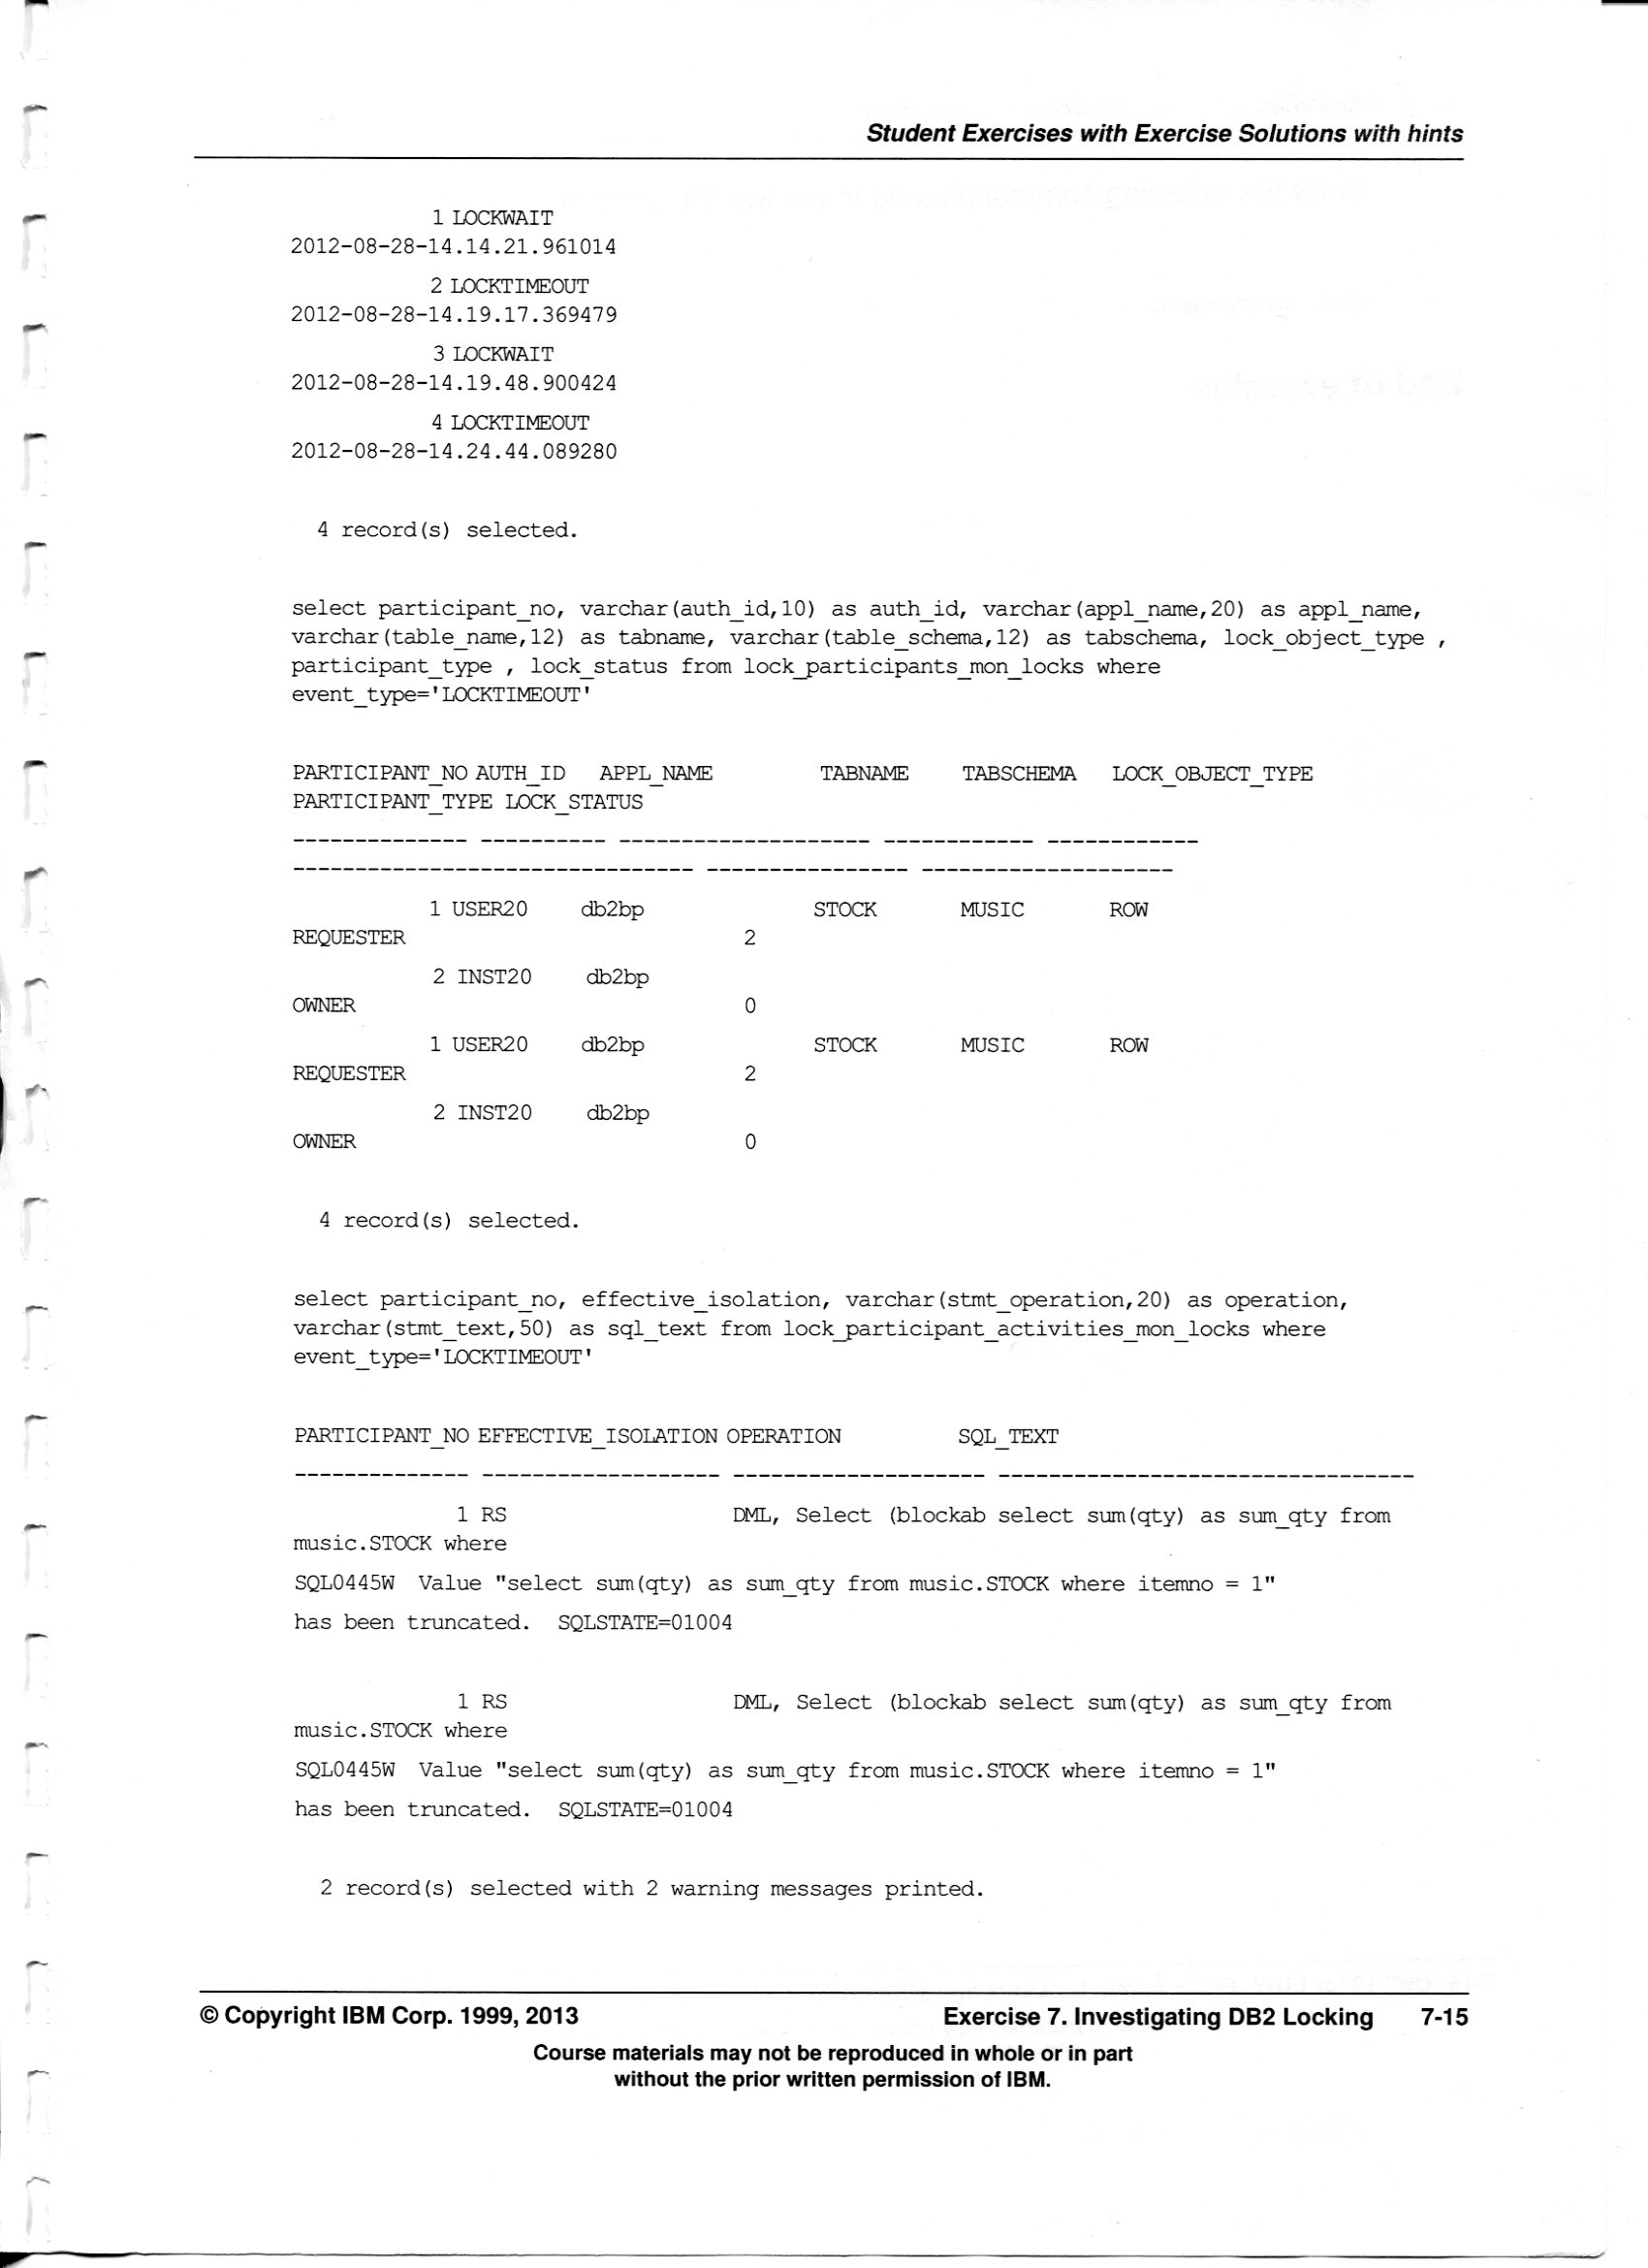 Student Exercises with Exercise Solutions with hints
1 LOCKWAIT
2012-08-28-14.14.21.961014
2 LOCKTIMEOUT
2012-08-28-14.19.17.369479
3 LOCKWAIT
2012-08-28-14.19.48.900424
4 LOCKTIMEOUT
2012-08-28-14.24.44.089280
4 record(s) selected.
select participant_no, varchar(auth_id,10) as auth_id, varchar(appl_name,20) as appl_name,
varchar(table_name,12) as tabname, varchar(table_schema,12) as tabschema, lock_object_type ,
participant_type , lock_status from lock_participants_mon_locks where
event_type='LOCKTIMEOUT'
PARTICIPANT_NO AUTH_ID APPL_NAME TABNAME TABSCHEMA LOCK_OBJECT_TYPE
PARTICIPANT_TYPE LOCK_STATUS
-------------- ---------- -------------------- ------------ ------------
-------------------------------- ---------------- --------------------
1 USER20 db2bp STOCK MUSIC ROW
REQUESTER 2
2 INST20 db2bp
OWNER 0
1 USER20 db2bp STOCK MUSIC ROW
REQUESTER 2
2 INST20 db2bp
OWNER 0
4 record(s) selected.
select participant_no, effective_isolation, varchar(stmt_operation,20) as operation,
varchar(stmt_text,50) as sql_text from lock_participant_activities_mon_locks where
event_type='LOCKTIMEOUT'
PARTICIPANT_NO EFFECTIVE_ISOLATION OPERATION SQL_TEXT
-------------- ------------------- -------------------- ---------------------------------
1 RS DML, Select (blockab select sum(qty) as sum_qty from
music.STOCK where
SQL0445W Value "select sum(qty) as sum_qty from music.STOCK where itemno = 1"
has been truncated. SQLSTATE=01004
1 RS DML, Select (blockab select sum(qty) as sum_qty from
music.STOCK where
SQL0445W Value "select sum(qty) as sum_qty from music.STOCK where itemno = 1"
has been truncated. SQLSTATE=01004
2 record(s) selected with 2 warning messages printed.
© Copyright IBM Corp. 1999, 2013 Exercise 7. Investigating DB2 Locking 7-15
Course materials may not be reproduced in whole or in part
without the prior written permission of IBM.